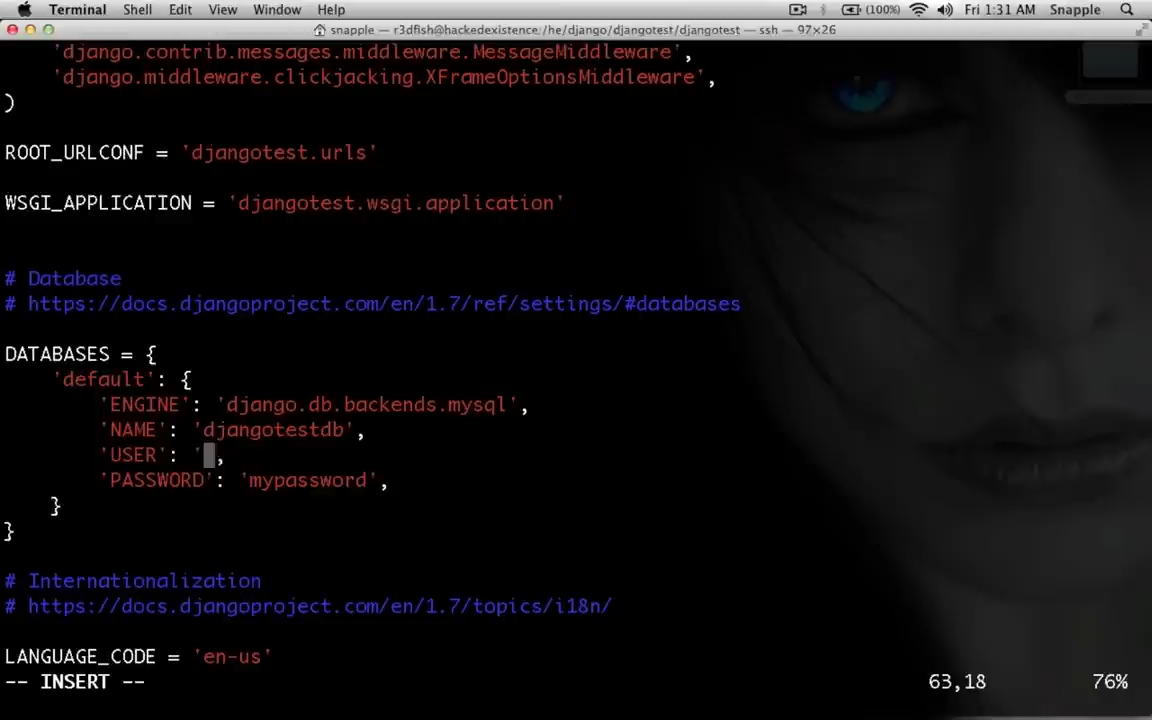 Terminal Shell Edit View Window Help (100%) Fri 1:31 AM Snapple
snapple — r3dfish@hackedexistence:/he/django/djangotest/djangotest — ssh — 97×26
'django.contrib.messages.middleware.MessageMiddleware',
'django.middleware.clickjacking.XFrameOptionsMiddleware',
)
ROOT_URLCONF = 'djangotest.urls'
WSGI_APPLICATION = 'djangotest.wsgi.application'
# Database
# https://docs.djangoproject.com/en/1.7/ref/settings/#databases
DATABASES = {
'default': {
'ENGINE': 'django.db.backends.mysql',
'NAME': 'djangotestdb',
'USER': '',
'PASSWORD': 'mypassword',
}
}
# Internationalization
# https://docs.djangoproject.com/en/1.7/topics/i18n/
LANGUAGE_CODE = 'en-us'
-- INSERT -- 63,18 76%